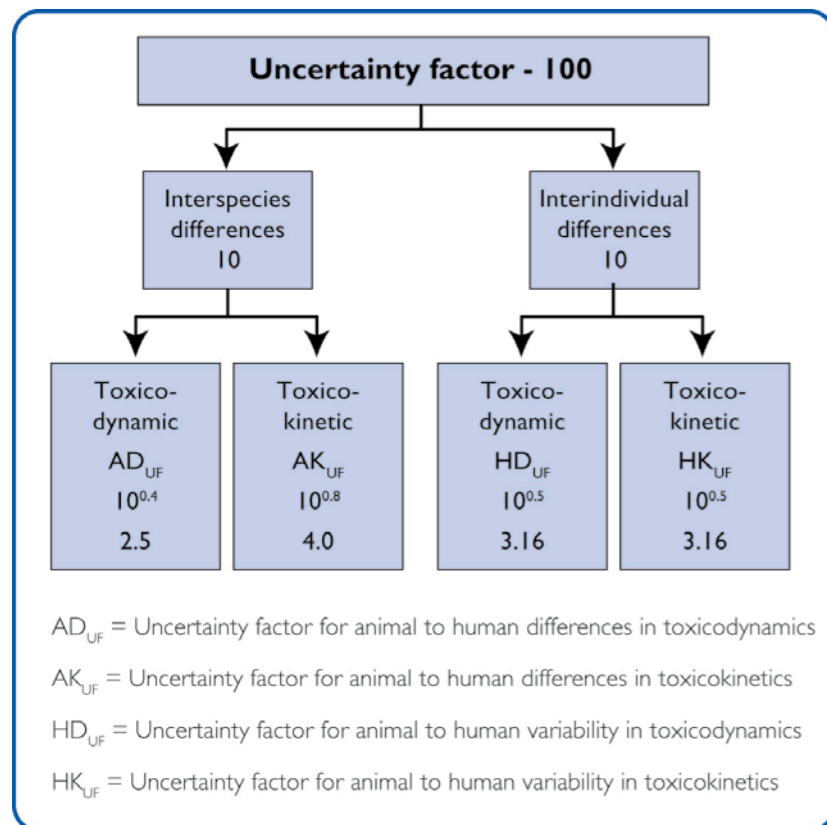 Uncertainty factor - 100
Interspecies
differences
10
Interindividual
differences
10
Toxico-
dynamic
AD_UF
10^0.4
2.5
Toxico-
kinetic
AK_UF
10^0.8
4.0
Toxico-
dynamic
HD_UF
10^0.5
3.16
Toxico-
kinetic
HK_UF
10^0.5
3.16
AD_UF = Uncertainty factor for animal to human differences in toxicodynamics
AK_UF = Uncertainty factor for animal to human differences in toxicokinetics
HD_UF = Uncertainty factor for animal to human variability in toxicodynamics
HK_UF = Uncertainty factor for animal to human variability in toxicokinetics